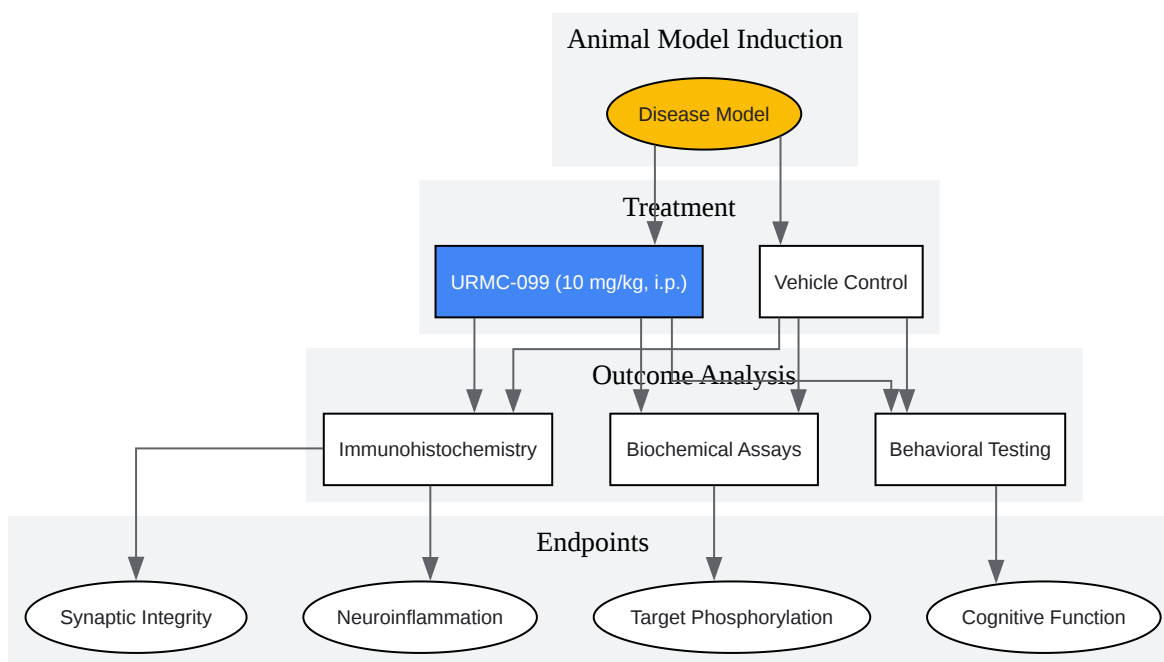 Animal Model Induction
Disease Model
Treatment
URMC-099 (10 mg/kg, i.p.)
Vehicle Control
Outcome Analysis
Immunohistochemistry
Biochemical Assays
Behavioral Testing
Endpoints
Synaptic Integrity
Neuroinflammation
Target Phosphorylation
Cognitive Function